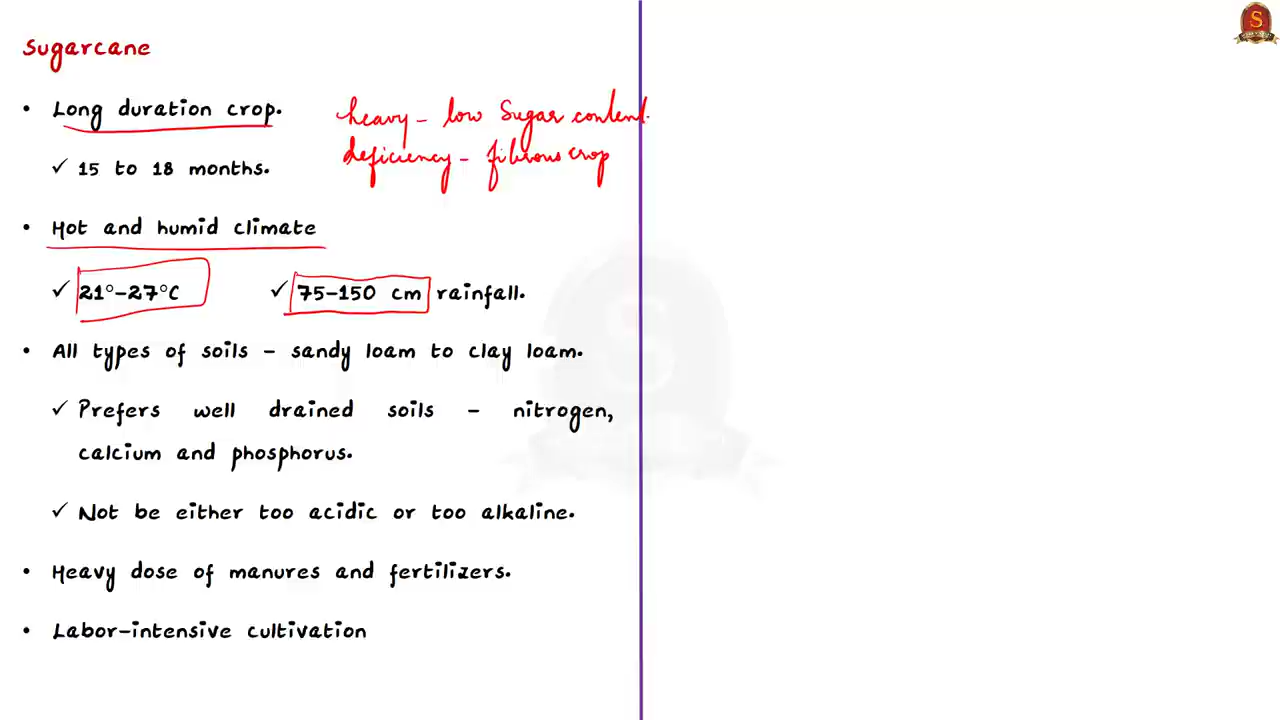 Sugarcane
• Long duration crop.
heavy - low Sugar content.
✓ 15 to 18 months.
deficiency - fibrous crop
• Hot and humid climate
✓ 21°-27°C ✓ 75-150 cm rainfall.
• All types of soils - sandy loam to clay loam.
✓ Prefers well drained soils - nitrogen,
calcium and phosphorus.
✓ Not be either too acidic or too alkaline.
• Heavy dose of manures and fertilizers.
• Labor-intensive cultivation
S
S